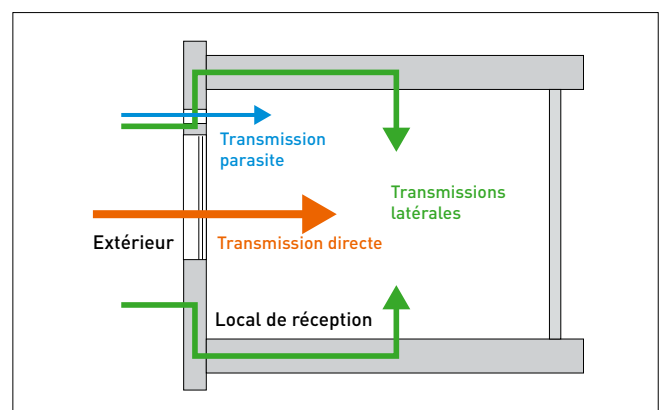 Transmission
parasite
Transmissions
latérales
Extérieur
Transmission directe
Local de réception